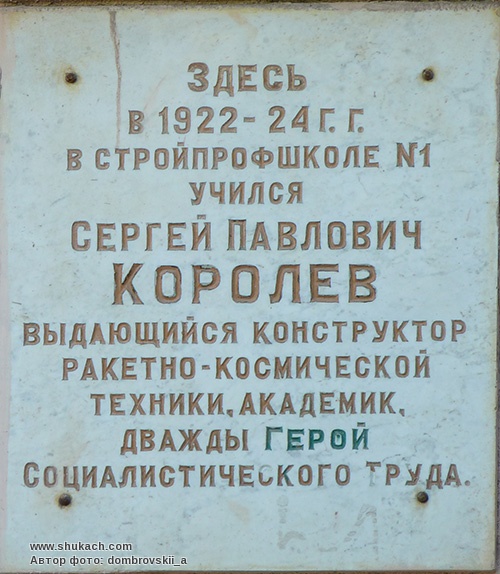 ЗДЕСЬ
В 1922-24 Г. Г.
В СТРОЙПРОФШКОЛЕ №1
УЧИЛСЯ
СЕРГЕЙ ПАВЛОВИЧ
КОРОЛЕВ
ВЫДАЮЩИЙСЯ КОНСТРУКТОР
РАКЕТНО-КОСМИЧЕСКОЙ
ТЕХНИКИ, АКАДЕМИК,
ДВАЖДЫ ГЕРОЙ
СОЦИАЛИСТИЧЕСКОГО ТРУДА.
www.shukach.com
Автор фото: dombrovskii_a